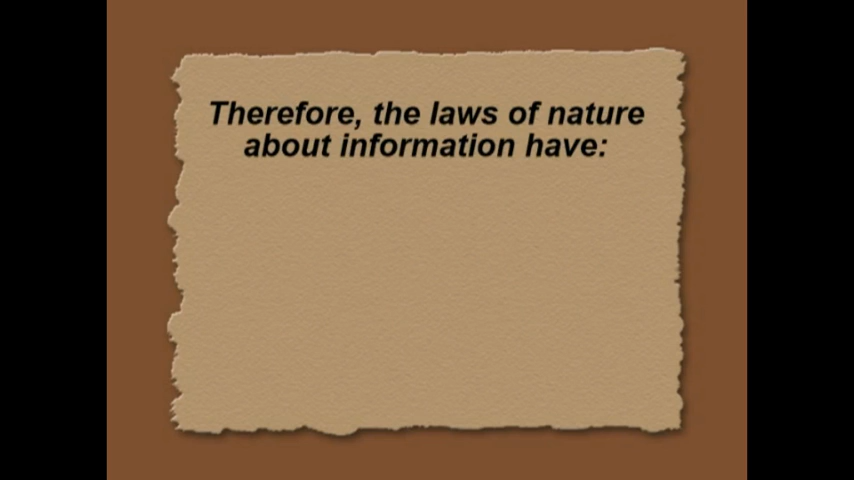 Therefore, the laws of nature
about information have: